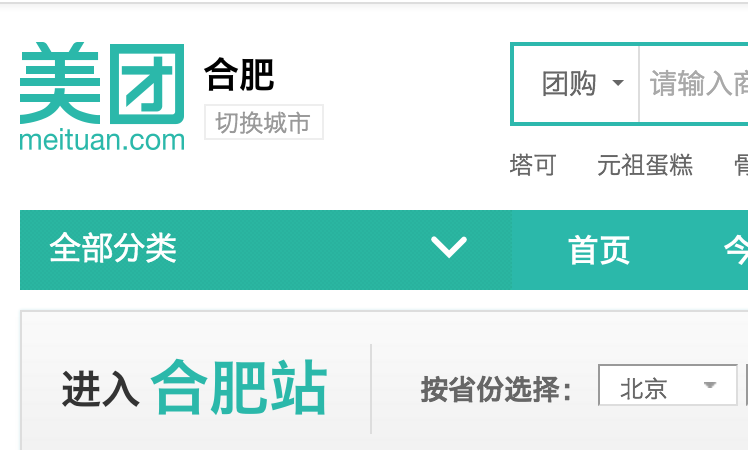 美团
meituan.com
合肥
切换城市
团购
请输入商
塔可 元祖蛋糕
全部分类
首页
进入 合肥站
按省份选择：
北京